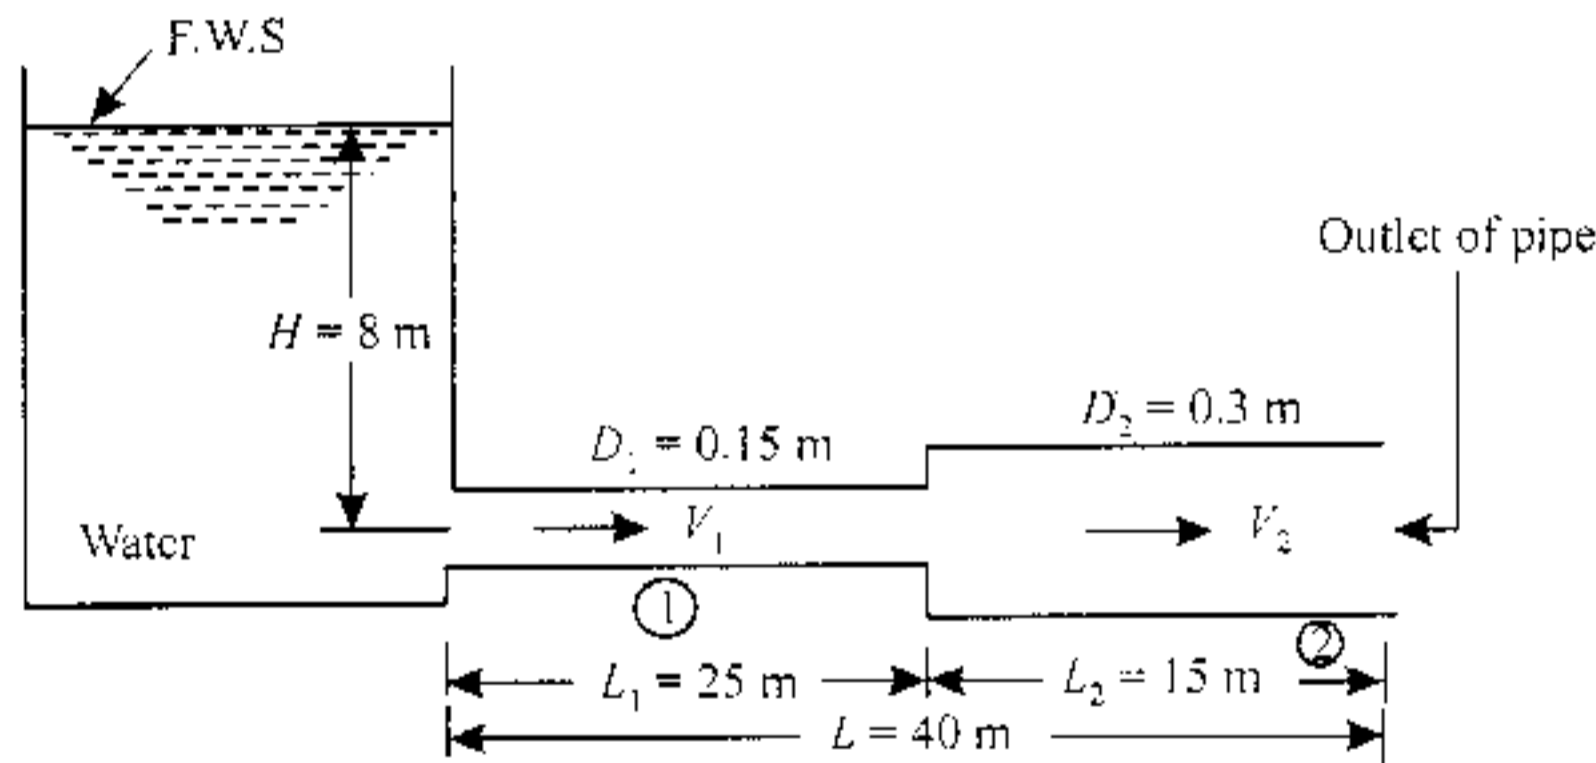 F.W.S
Outlet of pipe
H = 8 m
D₁ = 0.15 m
D₂ = 0.3 m
Water
V₁
V₂
①
②
L₁ = 25 m
L₂ = 15 m
L = 40 m